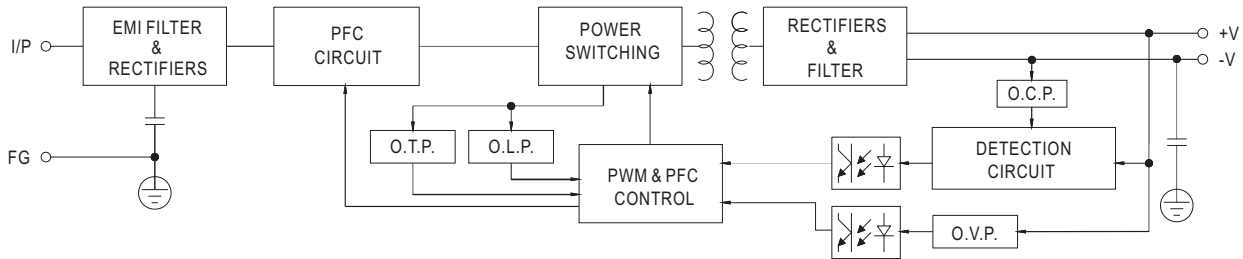 I/P
EMI FILTER
&
RECTIFIERS
PFC
CIRCUIT
POWER
SWITCHING
RECTIFIERS
&
FILTER
+V
-V
O.C.P.
O.T.P.
O.L.P.
FG
PWM & PFC
CONTROL
DETECTION
CIRCUIT
O.V.P.